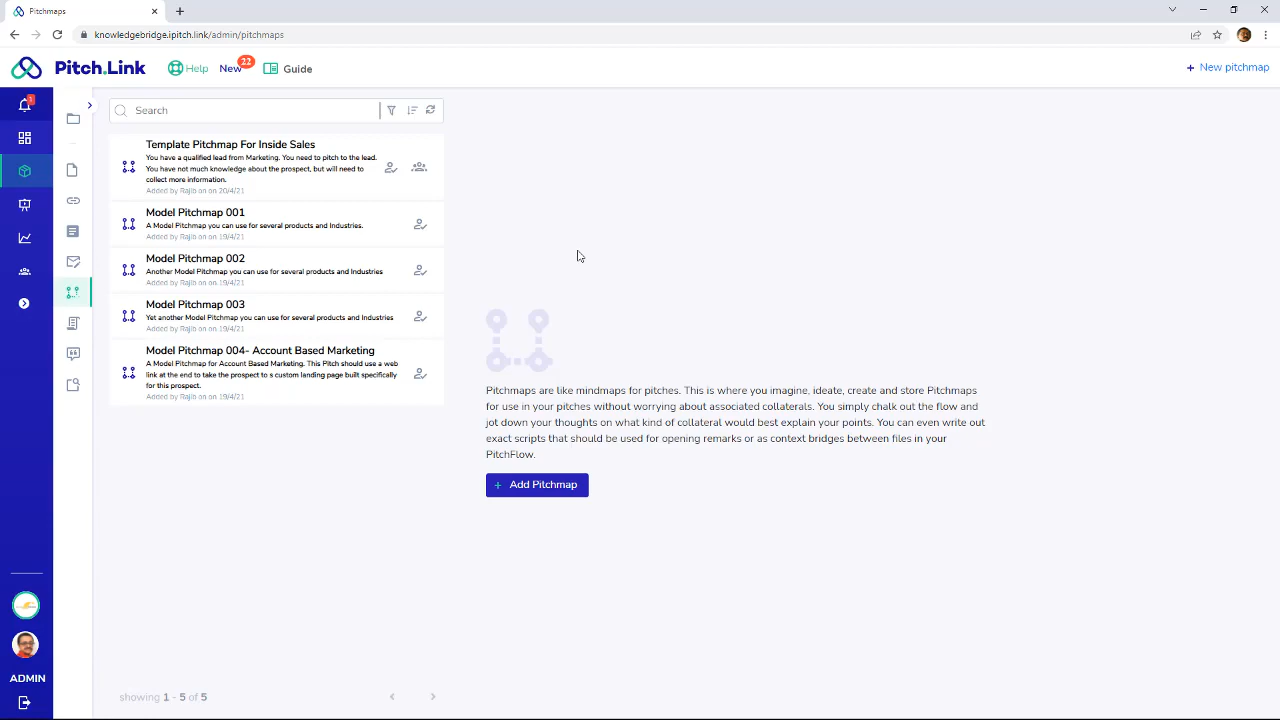 Pitchmaps
knowledgebridge.ipitch.link/admin/pitchmaps
Pitch.Link
Help
New
22
Guide
+ New pitchmap
1
Search
Template Pitchmap For Inside Sales
You have a qualified lead from Marketing. You need to pitch to the lead.
You have not much knowledge about the prospect, but will need to
collect more information.
Added by Rajib on on 20/4/21
Model Pitchmap 001
A Model Pitchmap you can use for several products and Industries.
Added by Rajib on on 19/4/21
Model Pitchmap 002
Another Model Pitchmap you can use for several products and Industries
Added by Rajib on on 19/4/21
Model Pitchmap 003
Yet another Model Pitchmap you can use for several products and Industries
Added by Rajib on on 19/4/21
Model Pitchmap 004- Account Based Marketing
A Model Pitchmap for Account Based Marketing. This Pitch should use a web
link at the end to take the prospect to s custom landing page built specifically
for this prospect.
Added by Rajib on on 19/4/21
Pitchmaps are like mindmaps for pitches. This is where you imagine, ideate, create and store Pitchmaps
for use in your pitches without worrying about associated collaterals. You simply chalk out the flow and
jot down your thoughts on what kind of collateral would best explain your points. You can even write out
exact scripts that should be used for opening remarks or as context bridges between files in your
PitchFlow.
+ Add Pitchmap
ADMIN
showing 1 - 5 of 5